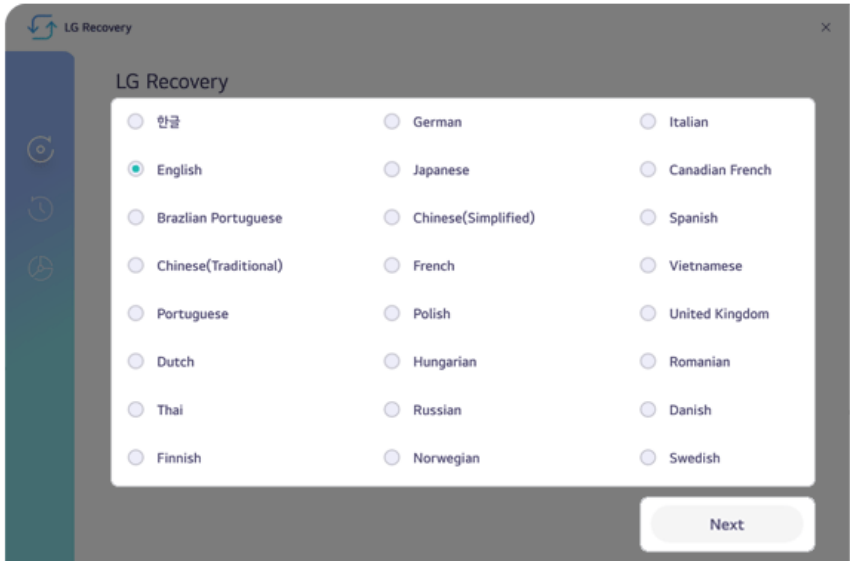 LG Recovery
LG Recovery
한글 German Italian
English Japanese Canadian French
Brazlian Portuguese Chinese(Simplified) Spanish
Chinese(Traditional) French Vietnamese
Portuguese Polish United Kingdom
Dutch Hungarian Romanian
Thai Russian Danish
Finnish Norwegian Swedish
Next